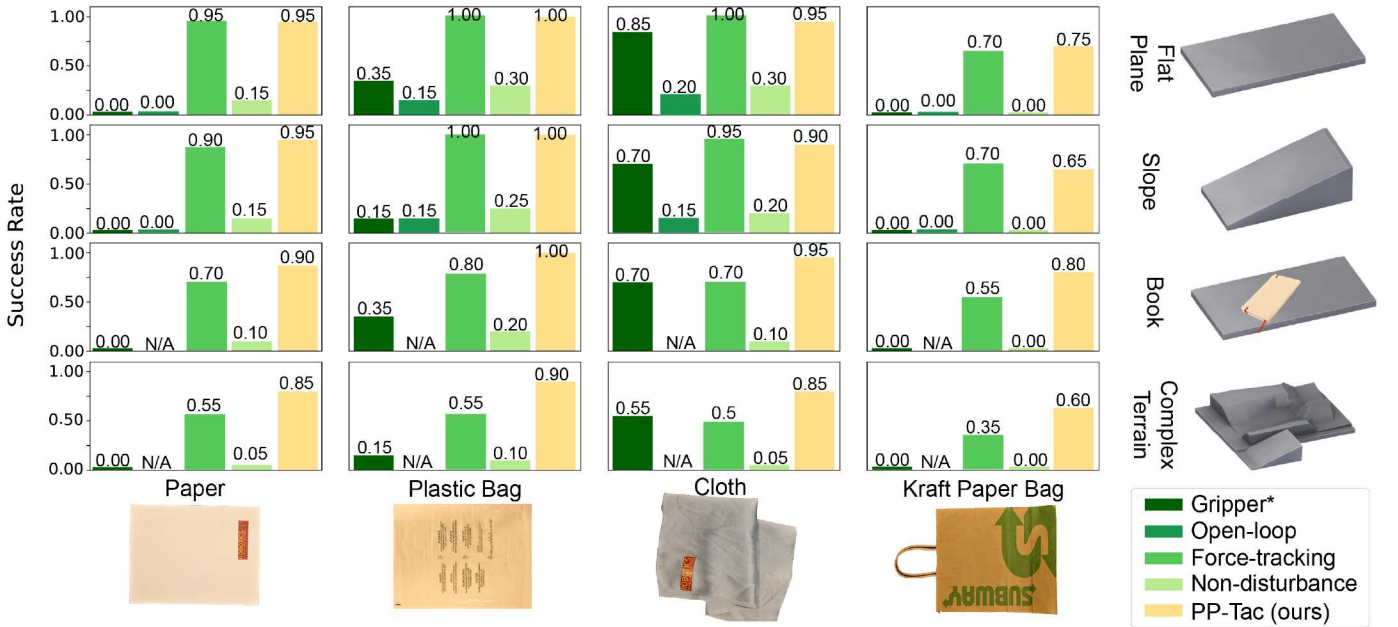 1.00
0.50
0.00
0.00 0.00 0.95 0.15 0.95
0.35 0.15 1.00 0.30 1.00
0.85 0.20 1.00 0.30 0.95
0.00 0.00 0.70 0.00 0.75
Flat
Plane
1.00
0.50
0.00
0.00 0.00 0.90 0.15 0.95
0.15 0.15 1.00 0.25 1.00
0.70 0.15 0.95 0.20 0.90
0.00 0.00 0.70 0.00 0.65
Slope
Success Rate
1.00
0.50
0.00
0.00 N/A 0.70 0.10 0.90
0.35 N/A 0.80 0.20 1.00
0.70 N/A 0.70 0.10 0.95
0.00 N/A 0.55 0.00 0.80
Book
1.00
0.50
0.00
0.00 N/A 0.55 0.05 0.85
0.15 N/A 0.55 0.10 0.90
0.55 N/A 0.5 0.05 0.85
0.00 N/A 0.35 0.00 0.60
Complex
Terrain
Paper
Plastic Bag
Cloth
Kraft Paper Bag
SUBWAY
Gripper*
Open-loop
Force-tracking
Non-disturbance
PP-Tac (ours)